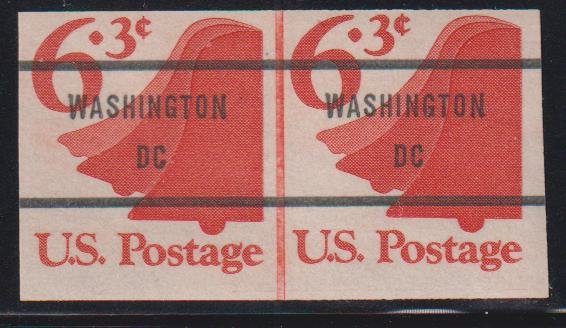 6.3¢ 6.3¢
WASHINGTON WASHINGTON
DC DC
U.S. Postage U.S. Postage